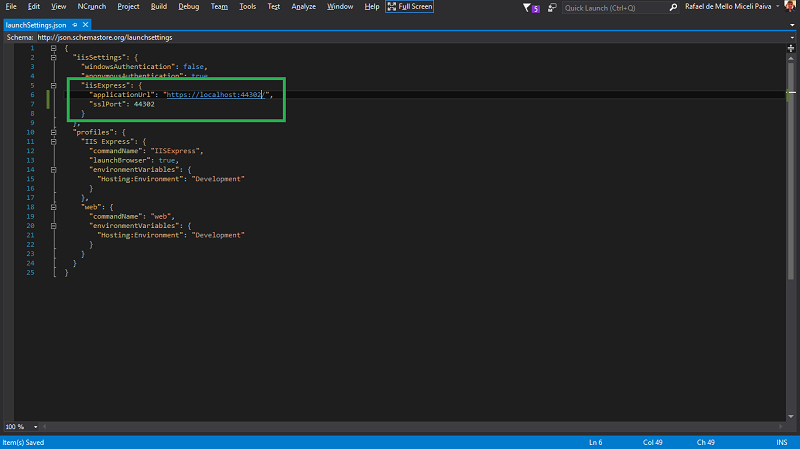 File Edit View NCrunch Project Build Debug Team Tools Test Analyze Window Help Full Screen 5 Quick Launch (Ctrl+Q) Rafael de Mello Miceli Paiva
launchSettings.json
Schema: http://json.schemastore.org/launchsettings
1 {
2 "iisSettings": {
3 "windowsAuthentication": false,
4 "anonymousAuthentication": true,
5 "iisExpress": {
6 "applicationUrl": "https://localhost:44302/",
7 "sslPort": 44302
8 }
9 },
10 "profiles": {
11 "IIS Express": {
12 "commandName": "IISExpress",
13 "launchBrowser": true,
14 "environmentVariables": {
15 "Hosting:Environment": "Development"
16 }
17 },
18 "web": {
19 "commandName": "web",
20 "environmentVariables": {
21 "Hosting:Environment": "Development"
22 }
23 }
24 }
25 }
100 %
Item(s) Saved Ln 6 Col 49 Ch 49 INS